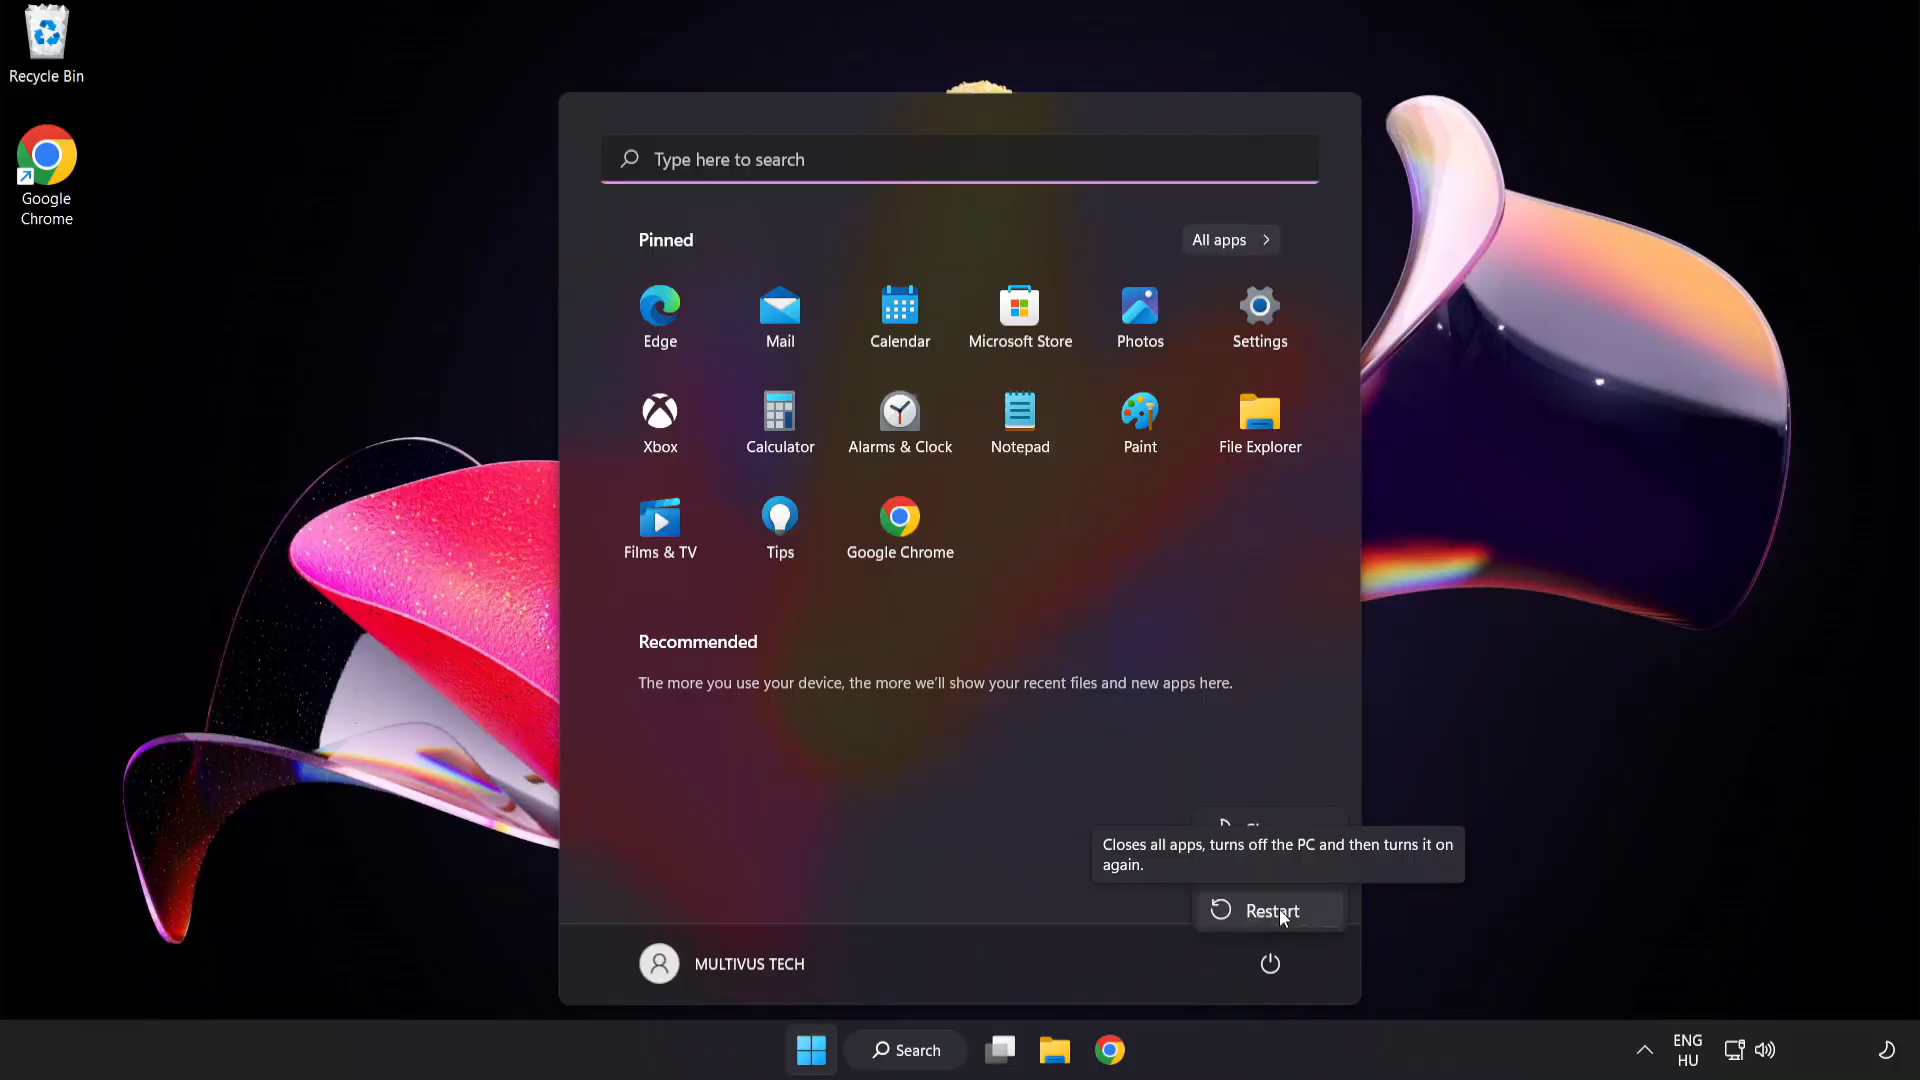 Recycle Bin
Google
Chrome
Type here to search
Pinned
All apps
Edge
Mail
Calendar
Microsoft Store
Photos
Settings
Xbox
Calculator
Alarms & Clock
Notepad
Paint
File Explorer
Films & TV
Tips
Google Chrome
Recommended
The more you use your device, the more we'll show your recent files and new apps here.
Closes all apps, turns off the PC and then turns it on
again.
Restart
MULTIVUS TECH
Search
ENG
HU